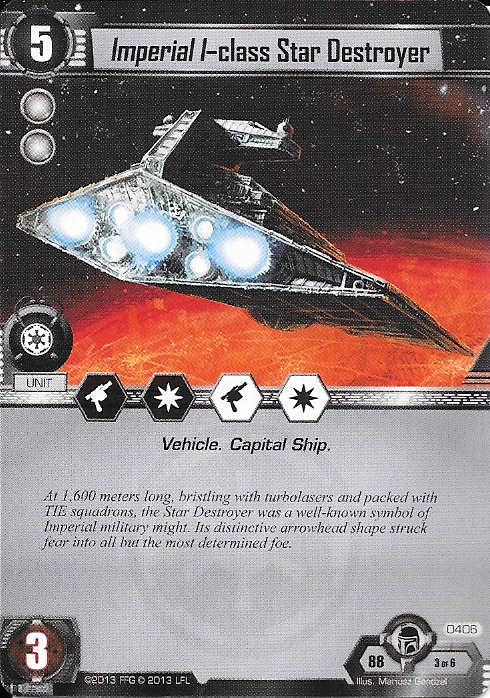 5
Imperial I-class Star Destroyer
UNIT
Vehicle. Capital Ship.
At 1,600 meters long, bristling with turbolasers and packed with
TIE squadrons, the Star Destroyer was a well-known symbol of
Imperial military might. Its distinctive arrowhead shape struck
fear into all but the most determined foe.
3
0406
88
3 OF 6
©2013 FFG © 2013 LFL
Illus. Mariusz Gandzel